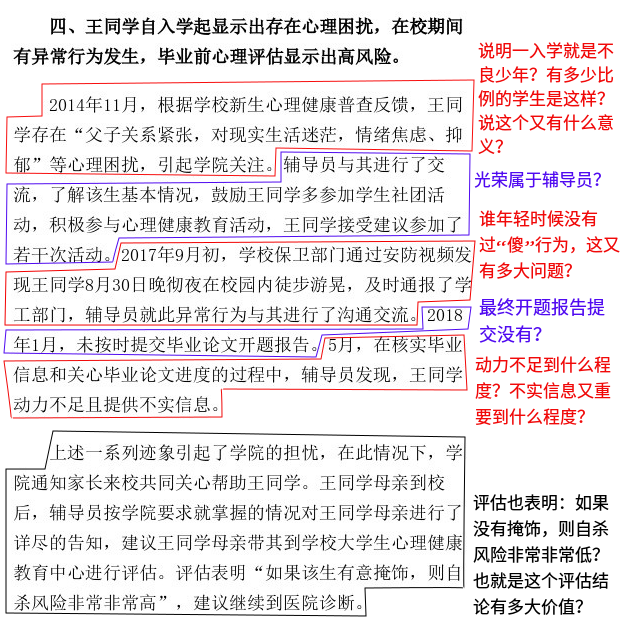 四、王同学自入学起显示出存在心理困扰，在校期间
有异常行为发生，毕业前心理评估显示出高风险。
2014年11月，根据学校新生心理健康普查反馈，王同
学存在“父子关系紧张，对现实生活迷茫，情绪焦虑、抑
郁”等心理困扰，引起学院关注。辅导员与其进行了交
流，了解该生基本情况，鼓励王同学多参加学生社团活
动，积极参与心理健康教育活动，王同学接受建议参加了
若干次活动。2017年9月初，学校保卫部门通过安防视频发
现王同学8月30日晚彻夜在校园内徒步游晃，及时通报了学
工部门，辅导员就此异常行为与其进行了沟通交流。2018
年1月，未按时提交毕业论文开题报告。5月，在核实毕业
信息和关心毕业论文进度的过程中，辅导员发现，王同学
动力不足且提供不实信息。
上述一系列迹象引起了学院的担忧，在此情况下，学
院通知家长来校共同关心帮助王同学。王同学母亲到校
后，辅导员按学院要求就掌握的情况对王同学母亲进行了
详尽的告知，建议王同学母亲带其到学校大学生心理健康
教育中心进行评估。评估表明“如果该生有意掩饰，则自
杀风险非常非常高”，建议继续到医院诊断。
说明一入学就是不
良少年？有多少比
例的学生是这样？
说这个又有什么意
义？
光荣属于辅导员？
谁年轻时候没有
过“傻”行为，这又
有多大问题？
最终开题报告提
交没有？
动力不足到什么程
度？不实信息又重
要到什么程度？
评估也表明：如果
没有掩饰，则自杀
风险非常非常低？
也就是这个评估结
论有多大价值？